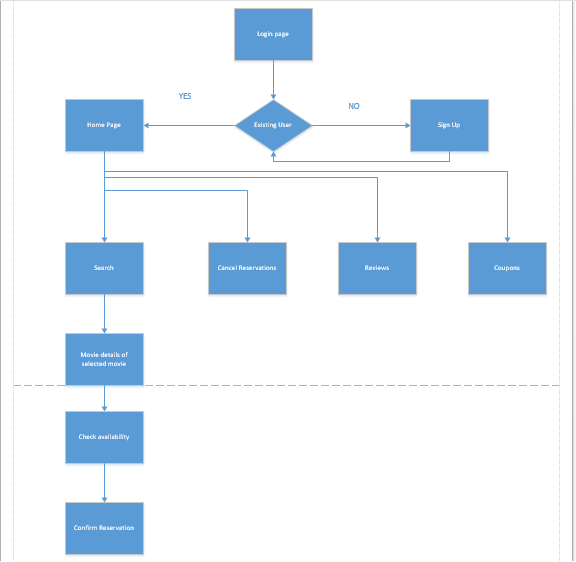 Login page
YES
NO
Home Page
Existing User
Sign Up
Search
Cancel Reservations
Reviews
Coupons
Movie details of
selected movie
Check availability
Confirm Reservation